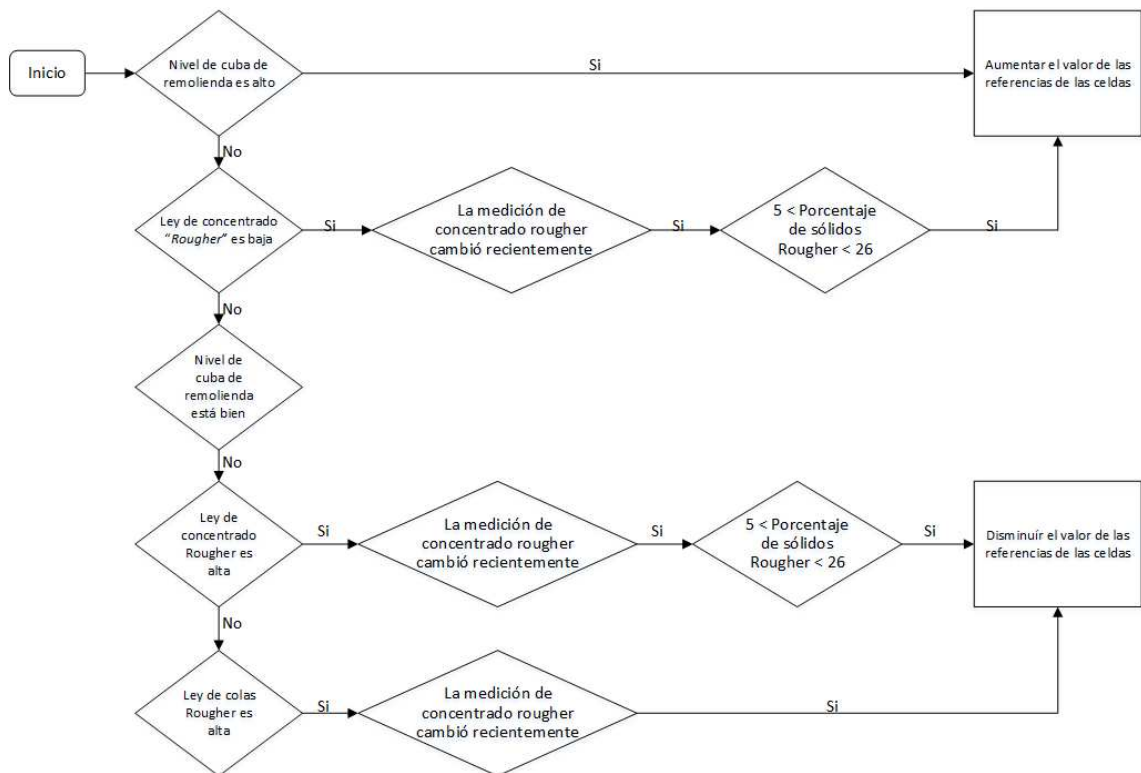 Inicio
Nivel de cuba de
remolienda es alto
Si
Aumentar el valor de las
referencias de las celdas
No
Ley de concentrado
“Rougher” es baja
Si
La medición de
concentrado rougher
cambió recientemente
Si
5 < Porcentaje
de sólidos
Rougher < 26
Si
No
Nivel de
cuba de
remolienda
está bien
No
Ley de
concentrado
Rougher es
alta
Si
La medición de
concentrado rougher
cambió recientemente
Si
5 < Porcentaje
de sólidos
Rougher < 26
Si
Disminuír el valor de las
referencias de las celdas
No
Ley de colas
Rougher es
alta
Si
La medición de
concentrado rougher
cambió recientemente
Si